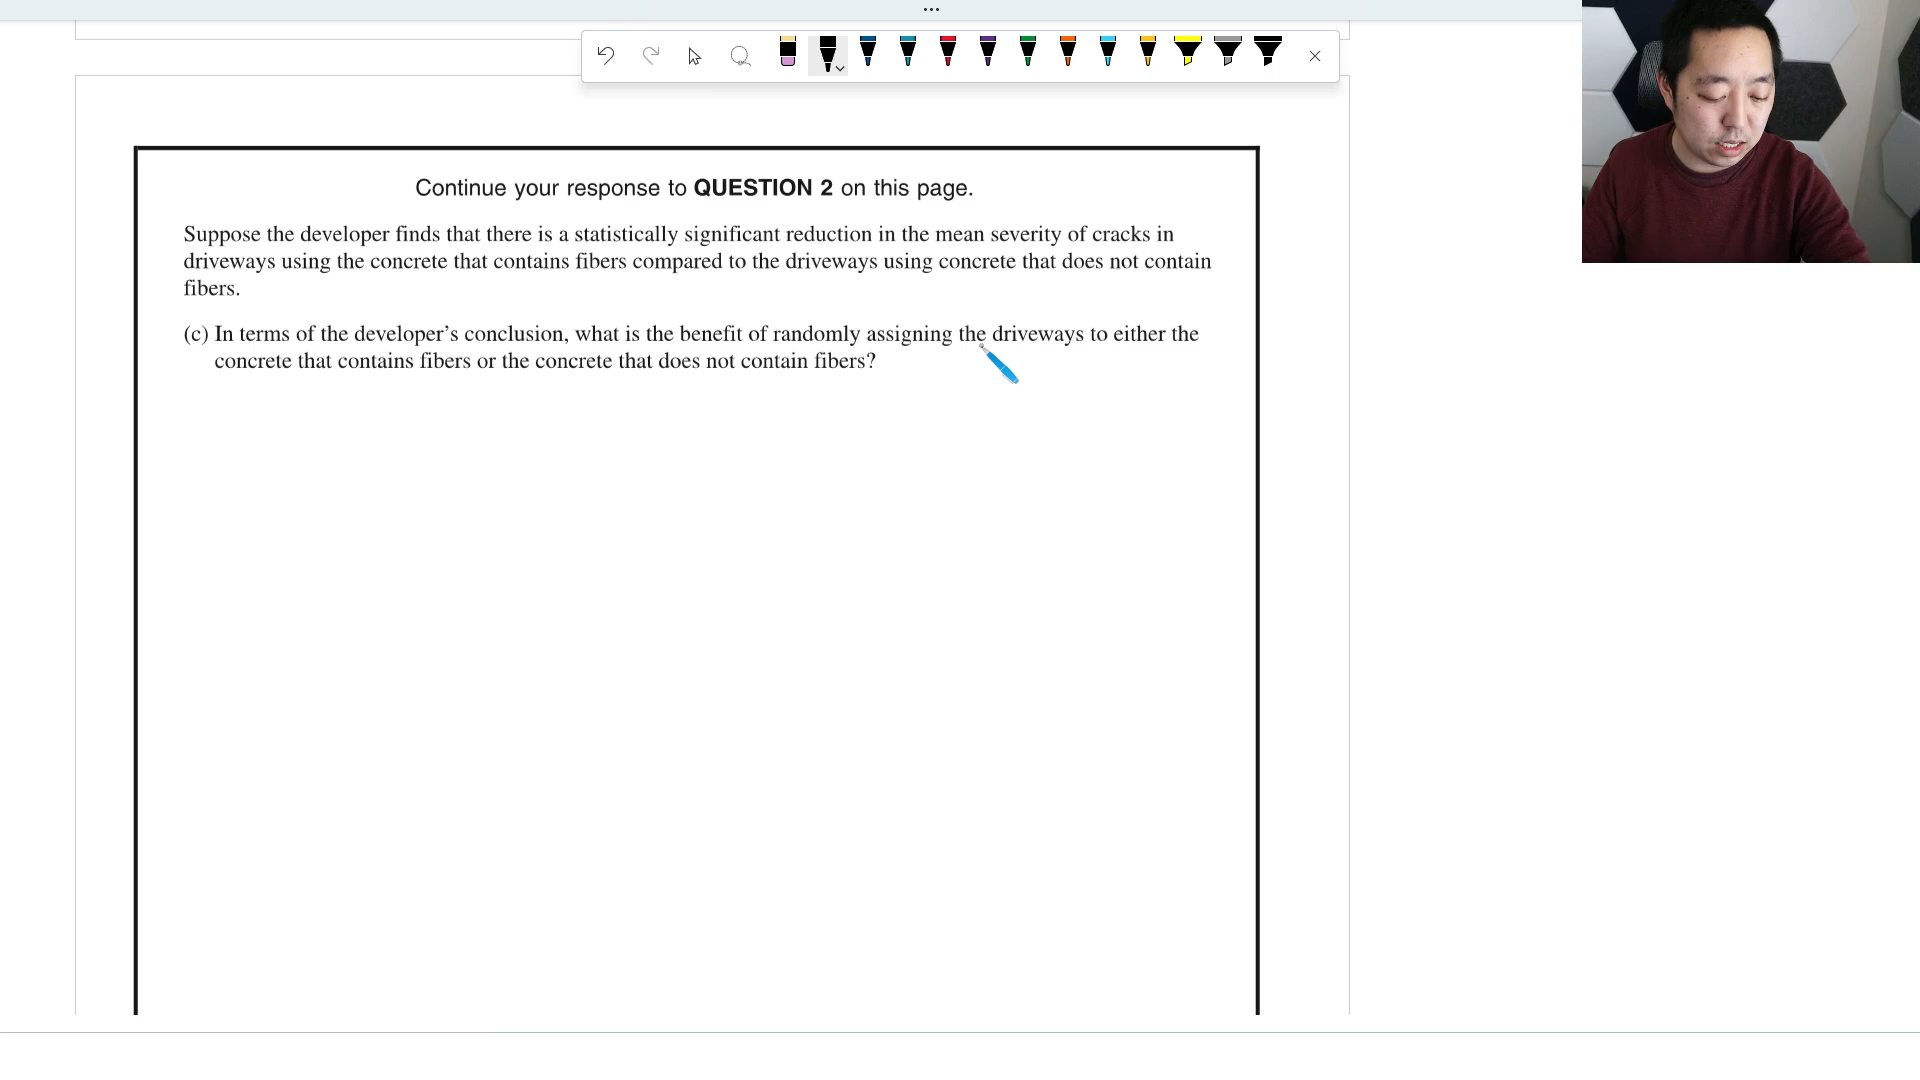 Continue your response to QUESTION 2 on this page.
Suppose the developer finds that there is a statistically significant reduction in the mean severity of cracks in
driveways using the concrete that contains fibers compared to the driveways using concrete that does not contain
fibers.
(c) In terms of the developer's conclusion, what is the benefit of randomly assigning the driveways to either the
concrete that contains fibers or the concrete that does not contain fibers?